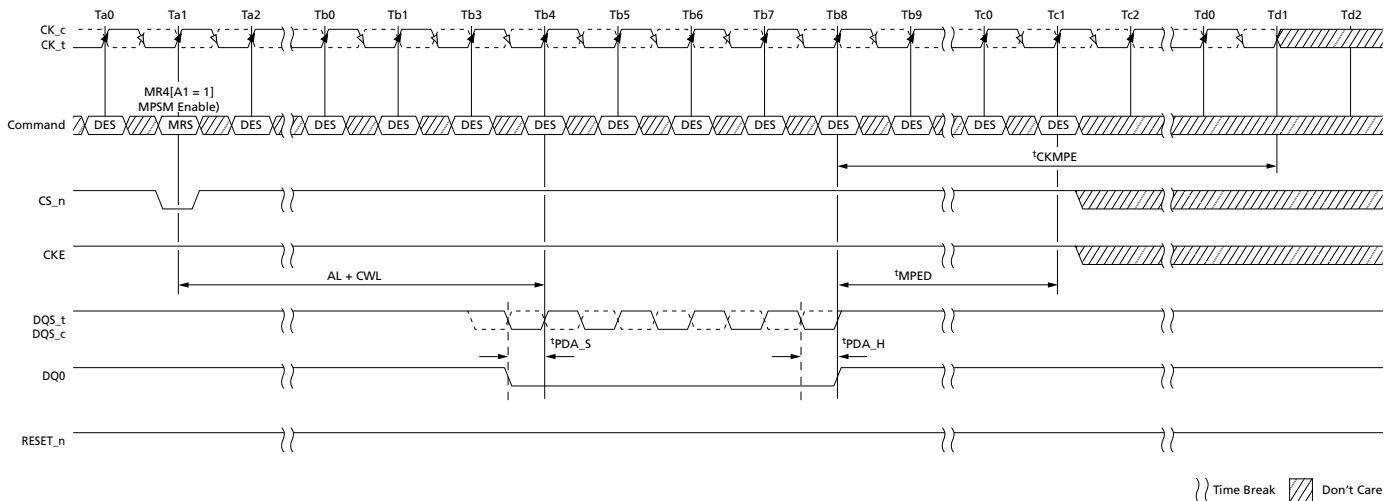 Ta0 Ta1 Ta2 Tb0 Tb1 Tb3 Tb4 Tb5 Tb6 Tb7 Tb8 Tb9 Tc0 Tc1 Tc2 Td0 Td1 Td2
CK_c
CK_t
MR4[A1 = 1]
MPSM Enable)
Command DES MRS DES DES DES DES DES DES DES DES DES DES DES DES
tCKMPE
CS_n
CKE
AL + CWL tMPED
DQS_t
DQS_c
tPDA_S tPDA_H
DQ0
RESET_n
Time Break Don't Care